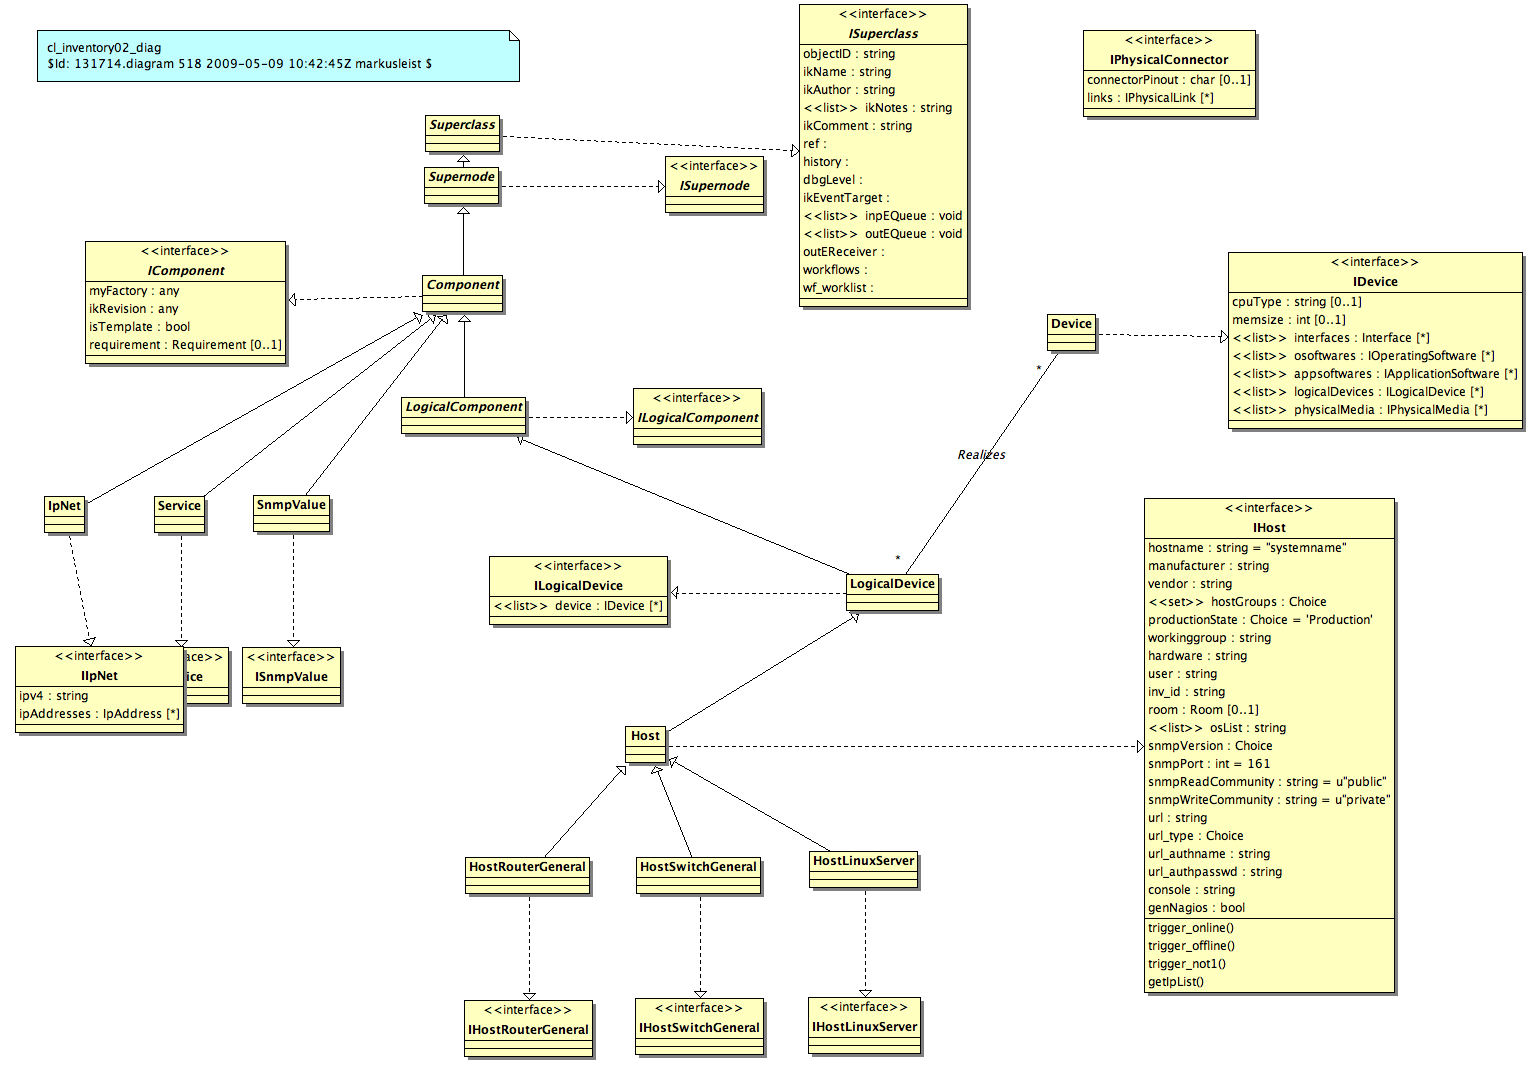 cl_inventory02_diag
$Id: 131714.diagram 518 2009-05-09 10:42:45Z markusleist $
<<interface>>
ISuperclass
objectID : string
ikName : string
ikAuthor : string
<<list>> ikNotes : string
ikComment : string
ref :
history :
dbgLevel :
ikEventTarget :
<<list>> inpEQueue : void
<<list>> outEQueue : void
outEReceiver :
workflows :
wf_worklist :
<<interface>>
IPhysicalConnector
connectorPinout : char [0..1]
links : IPhysicalLink [*]
Superclass
Supernode
<<interface>>
ISupernode
<<interface>>
IComponent
myFactory : any
ikRevision : any
isTemplate : bool
requirement : Requirement [0..1]
Component
<<interface>>
IDevice
cpuType : string [0..1]
memsize : int [0..1]
<<list>> interfaces : Interface [*]
<<list>> osoftwares : IOperatingSoftware [*]
<<list>> appsoftwares : IApplicationSoftware [*]
<<list>> logicalDevices : ILogicalDevice [*]
<<list>> physicalMedia : IPhysicalMedia [*]
Device
*
LogicalComponent
<<interface>>
ILogicalComponent
Realizes
*
IpNet
Service
SnmpValue
<<interface>>
ILogicalDevice
<<list>> device : IDevice [*]
LogicalDevice
<<interface>>
IHost
hostname : string = "systemname"
manufacturer : string
vendor : string
<<set>> hostGroups : Choice
productionState : Choice = 'Production'
workinggroup : string
hardware : string
user : string
inv_id : string
room : Room [0..1]
<<list>> osList : string
snmpVersion : Choice
snmpPort : int = 161
snmpReadCommunity : string = u"public"
snmpWriteCommunity : string = u"private"
url : string
url_type : Choice
url_authname : string
url_authpasswd : string
console : string
genNagios : bool
trigger_online()
trigger_offline()
trigger_not1()
getIpList()
<<interface>>
IIpNet
ipv4 : string
ipAddresses : IpAddress [*]
ace>>
ice
<<interface>>
ISnmpValue
Host
HostRouterGeneral
HostSwitchGeneral
HostLinuxServer
<<interface>>
IHostRouterGeneral
<<interface>>
IHostSwitchGeneral
<<interface>>
IHostLinuxServer